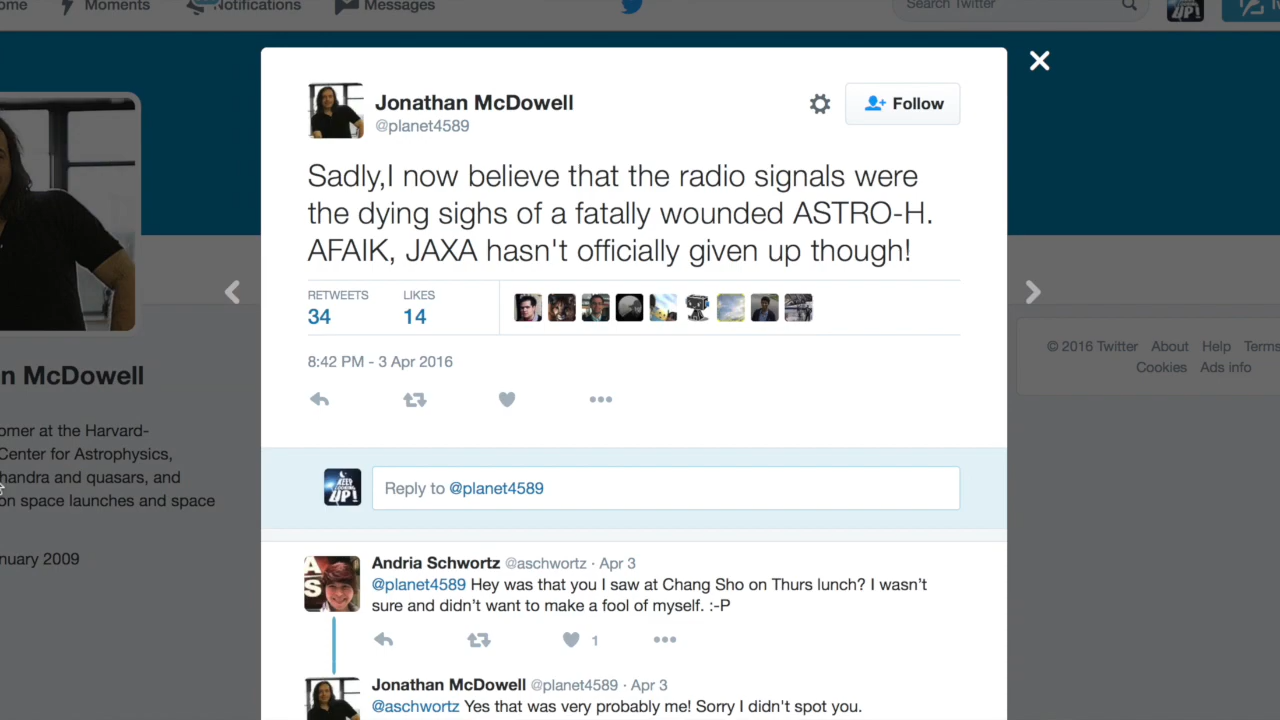 ome
Moments
Notifications
Messages
Search Twitter
Jonathan McDowell
@planet4589
Follow
Sadly,I now believe that the radio signals were
the dying sighs of a fatally wounded ASTRO-H.
AFAIK, JAXA hasn't officially given up though!
RETWEETS LIKES
34 14
8:42 PM - 3 Apr 2016
Reply to @planet4589
Andria Schwortz @aschwortz · Apr 3
@planet4589 Hey was that you I saw at Chang Sho on Thurs lunch? I wasn't
sure and didn't want to make a fool of myself. :-P
1
Jonathan McDowell @planet4589 · Apr 3
@aschwortz Yes that was very probably me! Sorry I didn't spot you.
n McDowell
omer at the Harvard-
Center for Astrophysics,
handra and quasars, and
on space launches and space
nuary 2009
© 2016 Twitter About Help Terms
Cookies Ads info
KEEP
LOOKING
UP!
UP!